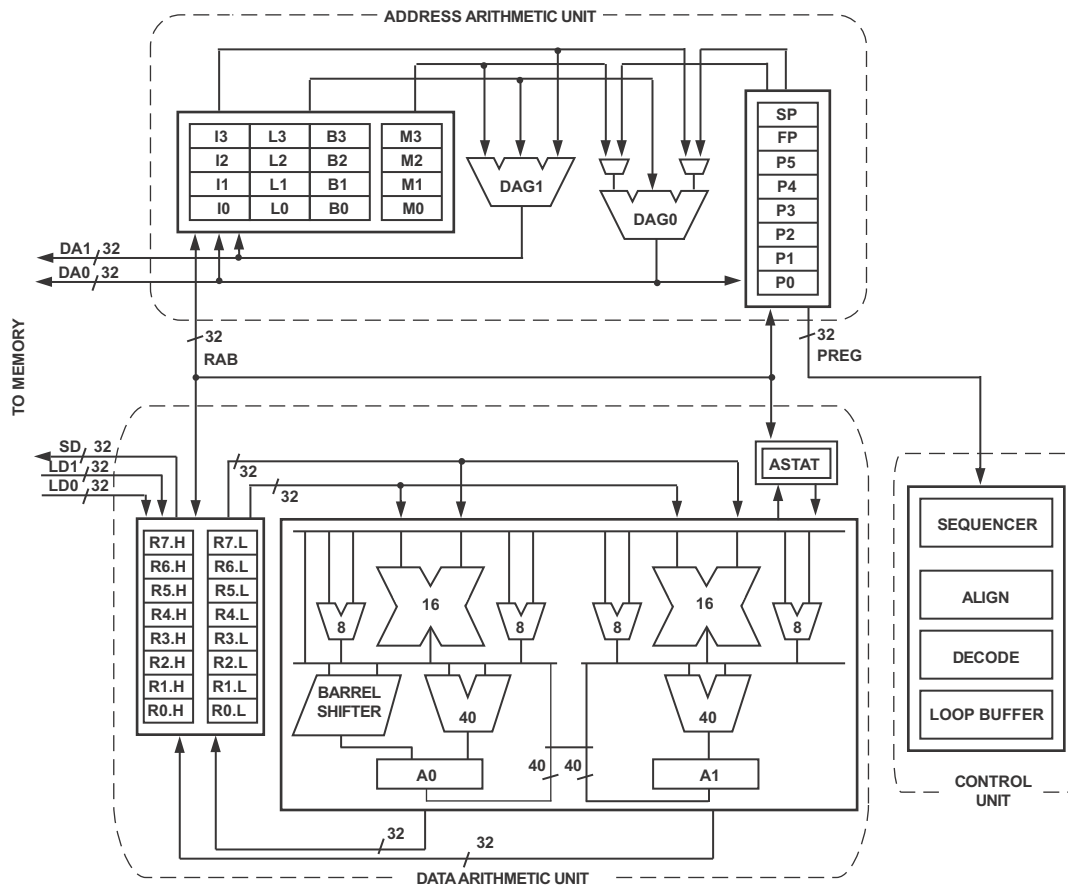 ADDRESS ARITHMETIC UNIT
I3 L3 B3 M3
I2 L2 B2 M2
I1 L1 B1 M1
I0 L0 B0 M0
DAG1
DAG0
SP
FP
P5
P4
P3
P2
P1
P0
DA1 32
DA0 32
32
RAB
32
PREG
TO MEMORY
SD 32
LD1 32
LD0 32
32
32
ASTAT
R7.H R7.L
R6.H R6.L
R5.H R5.L
R4.H R4.L
R3.H R3.L
R2.H R2.L
R1.H R1.L
R0.H R0.L
16
16
8
8
8
8
BARREL
SHIFTER
40
40
A0
40 40
A1
32
32
DATA ARITHMETIC UNIT
SEQUENCER
ALIGN
DECODE
LOOP BUFFER
CONTROL
UNIT